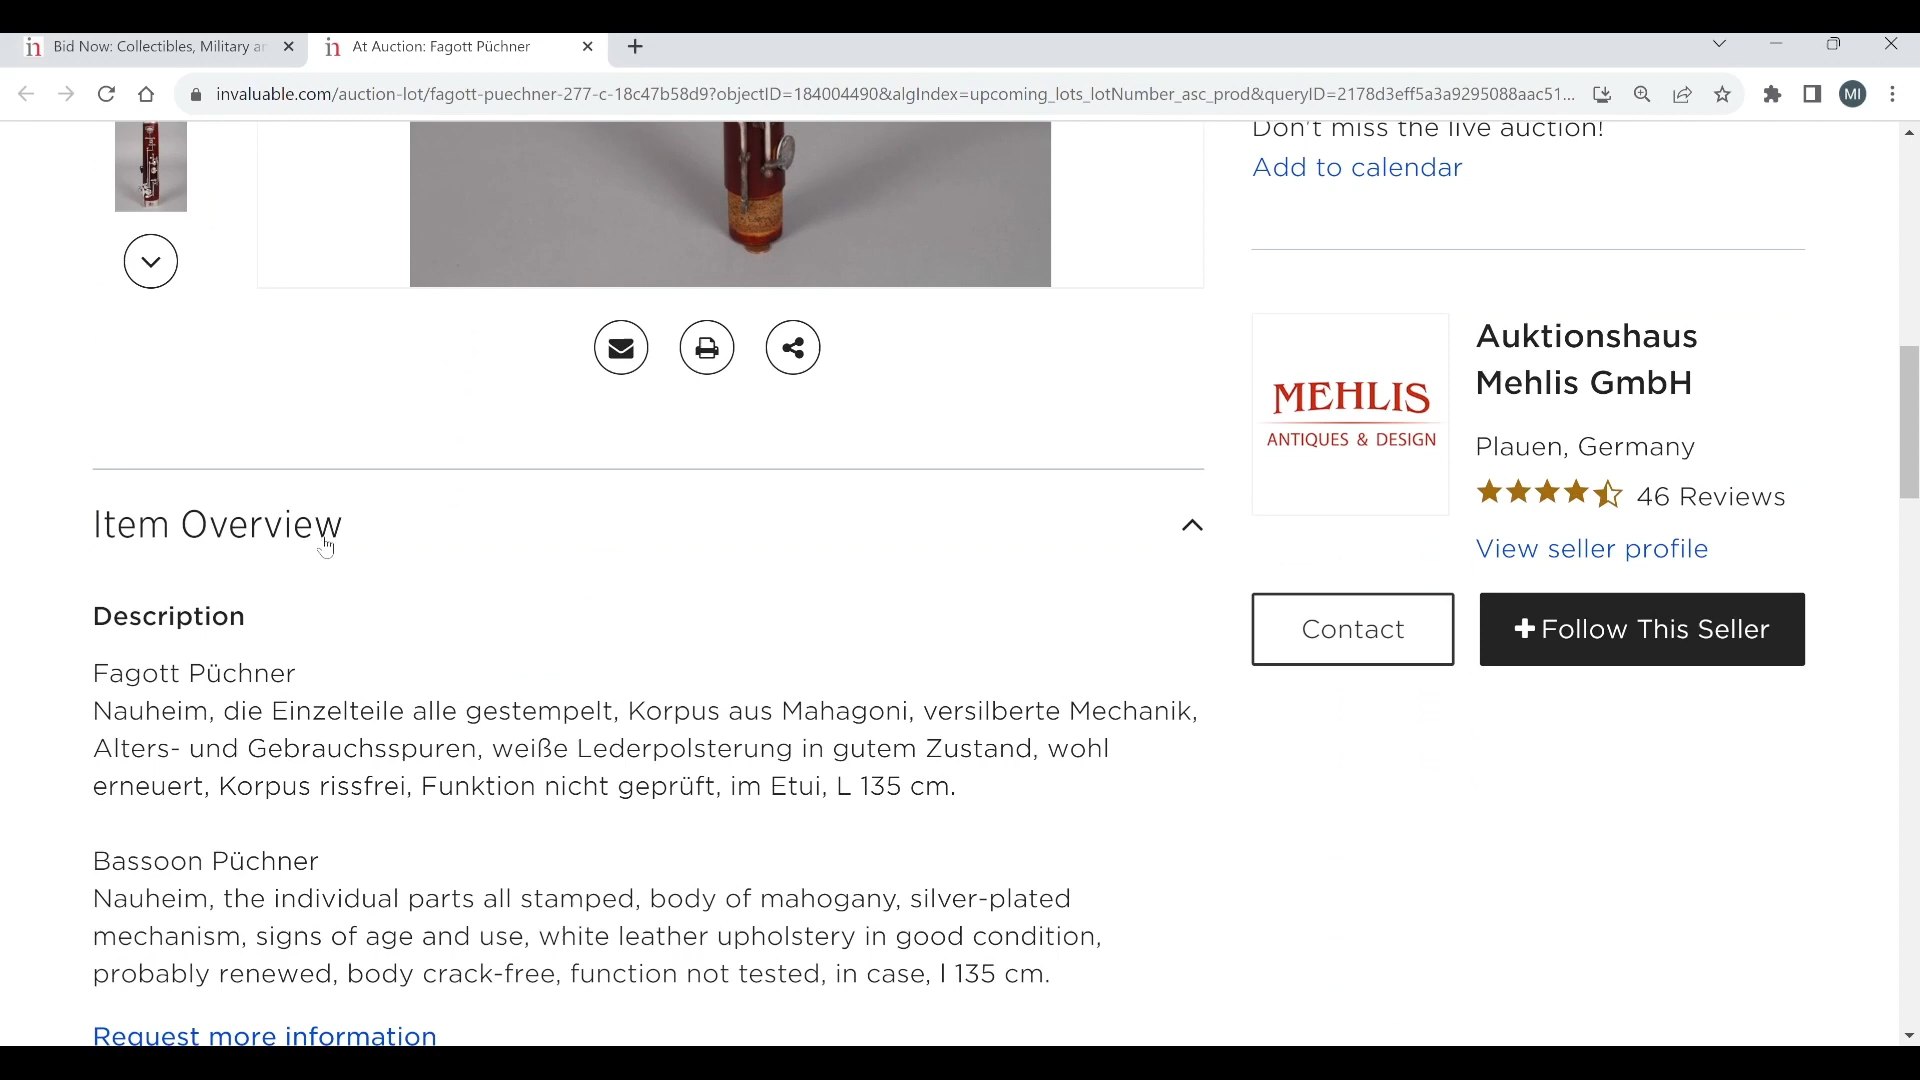 Bid Now: Collectibles, Military ar
At Auction: Fagott Püchner
invaluable.com/auction-lot/fagott-puechner-277-c-18c47b58d9?objectID=184004490&algIndex=upcoming_lots_lotNumber_asc_prod&queryID=2178d3eff5a3a9295088aac51...
MI
Don't miss the live auction!
Add to calendar
MEHLIS
ANTIQUES & DESIGN
Auktionshaus
Mehlis GmbH
Plauen, Germany
46 Reviews
View seller profile
Contact
+ Follow This Seller
Item Overview
Description
Fagott Püchner
Nauheim, die Einzelteile alle gestempelt, Korpus aus Mahagoni, versilberte Mechanik,
Alters- und Gebrauchsspuren, weiße Lederpolsterung in gutem Zustand, wohl
erneuert, Korpus rissfrei, Funktion nicht geprüft, im Etui, L 135 cm.
Bassoon Püchner
Nauheim, the individual parts all stamped, body of mahogany, silver-plated
mechanism, signs of age and use, white leather upholstery in good condition,
probably renewed, body crack-free, function not tested, in case, l 135 cm.
Request more information